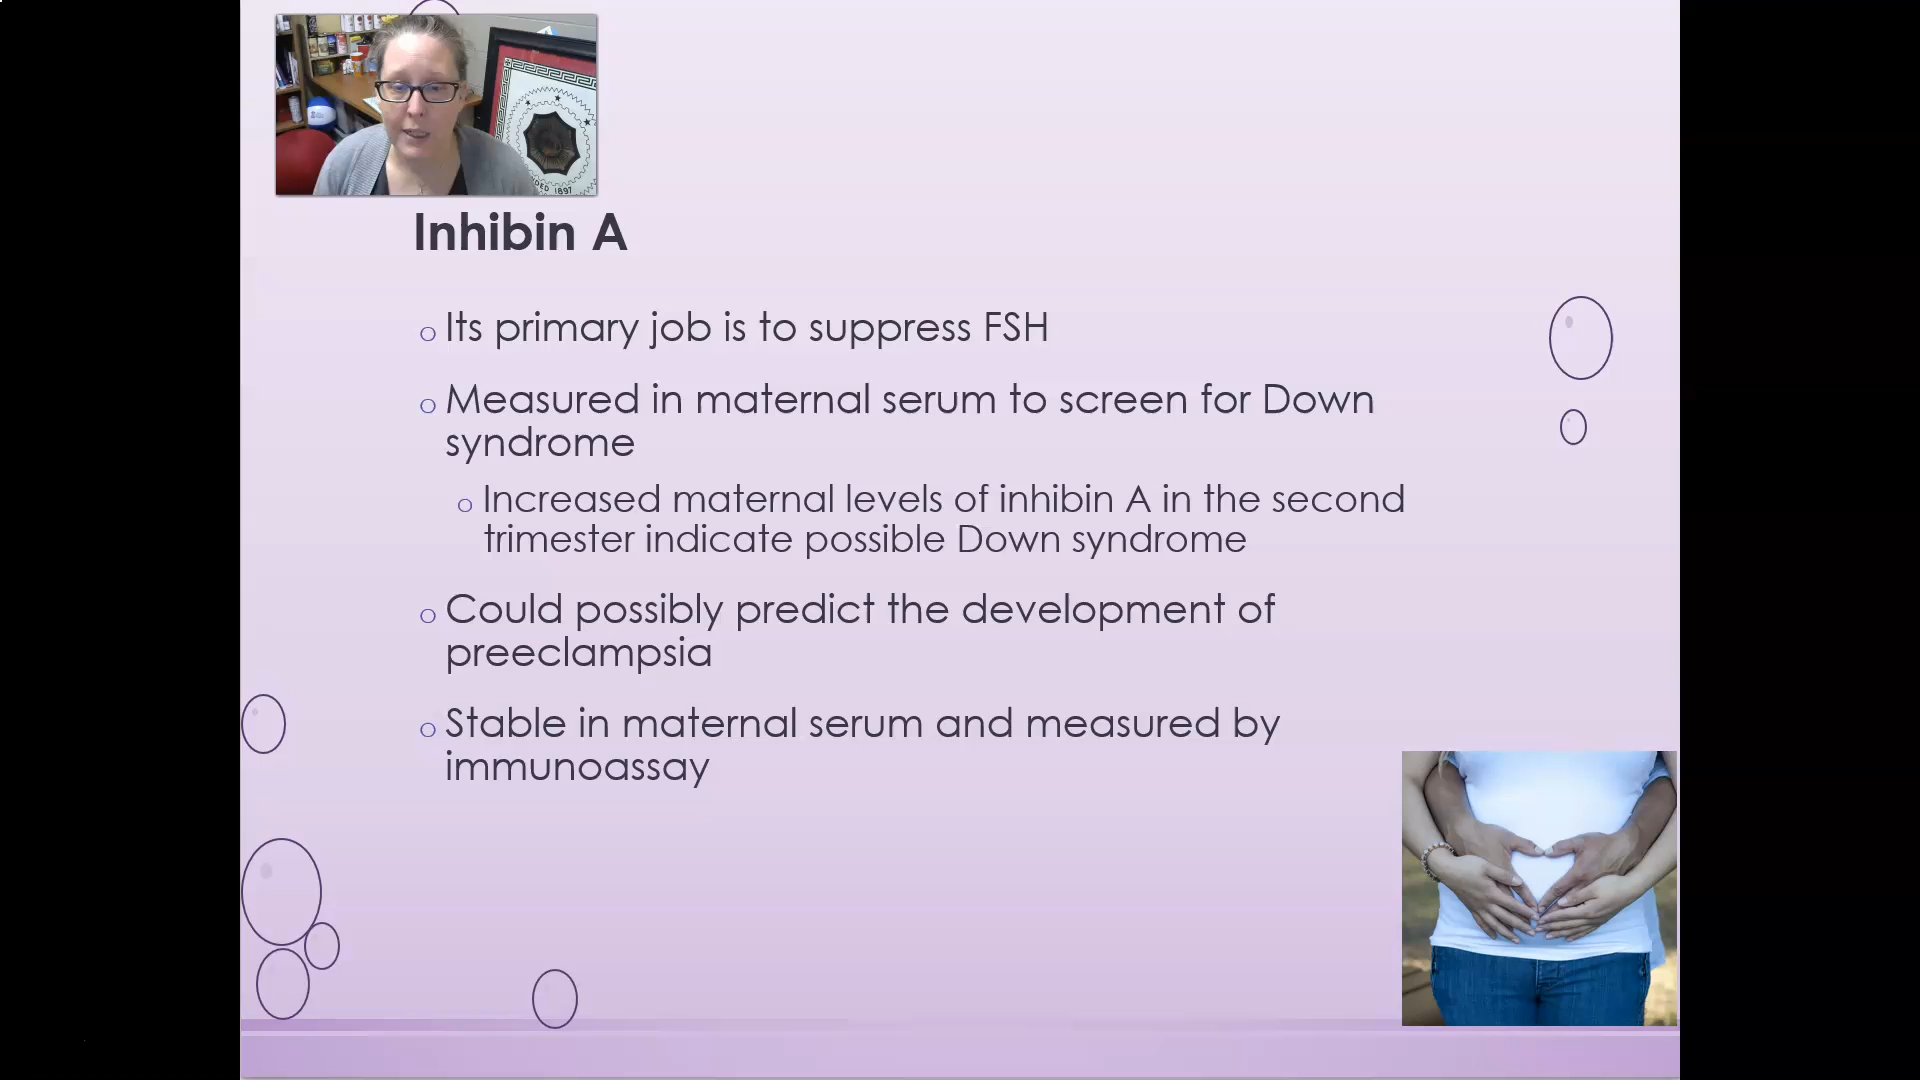 DED 1897
Inhibin A
Its primary job is to suppress FSH
Measured in maternal serum to screen for Down
syndrome
Increased maternal levels of inhibin A in the second
trimester indicate possible Down syndrome
Could possibly predict the development of
preeclampsia
Stable in maternal serum and measured by
immunoassay